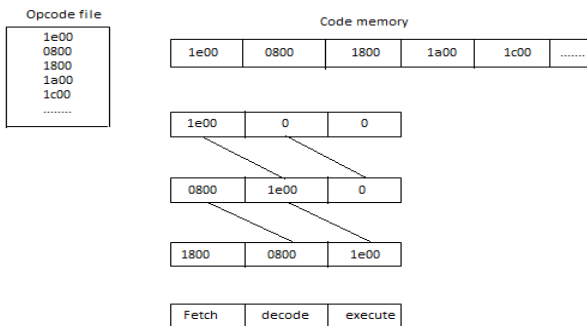 Opcode file
1e00
0800
1800
1a00
1c00
........
Code memory
1e00 0800 1800 1a00 1c00 ........
1e00 0 0
0800 1e00 0
1800 0800 1e00
Fetch decode execute